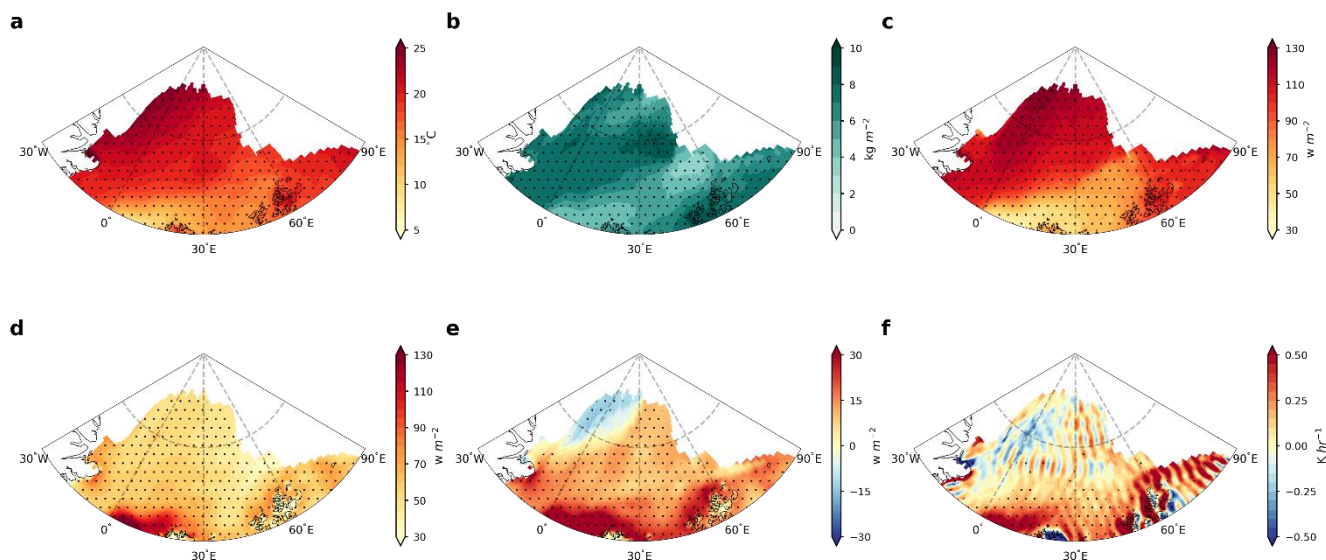 a
b
c
25
20
15
10
5
°C
10
8
6
4
2
0
kg m⁻²
130
110
90
70
50
30
w m⁻²
30°W
0°
30°E
60°E
90°E
30°W
0°
30°E
60°E
90°E
30°W
0°
30°E
60°E
90°E
d
e
f
130
110
90
70
50
30
w m⁻²
30
15
0
−15
−30
w m⁻²
0.50
0.25
0.00
−0.25
−0.50
K hr⁻¹
30°W
0°
30°E
60°E
90°E
30°W
0°
30°E
60°E
90°E
30°W
0°
30°E
60°E
90°E